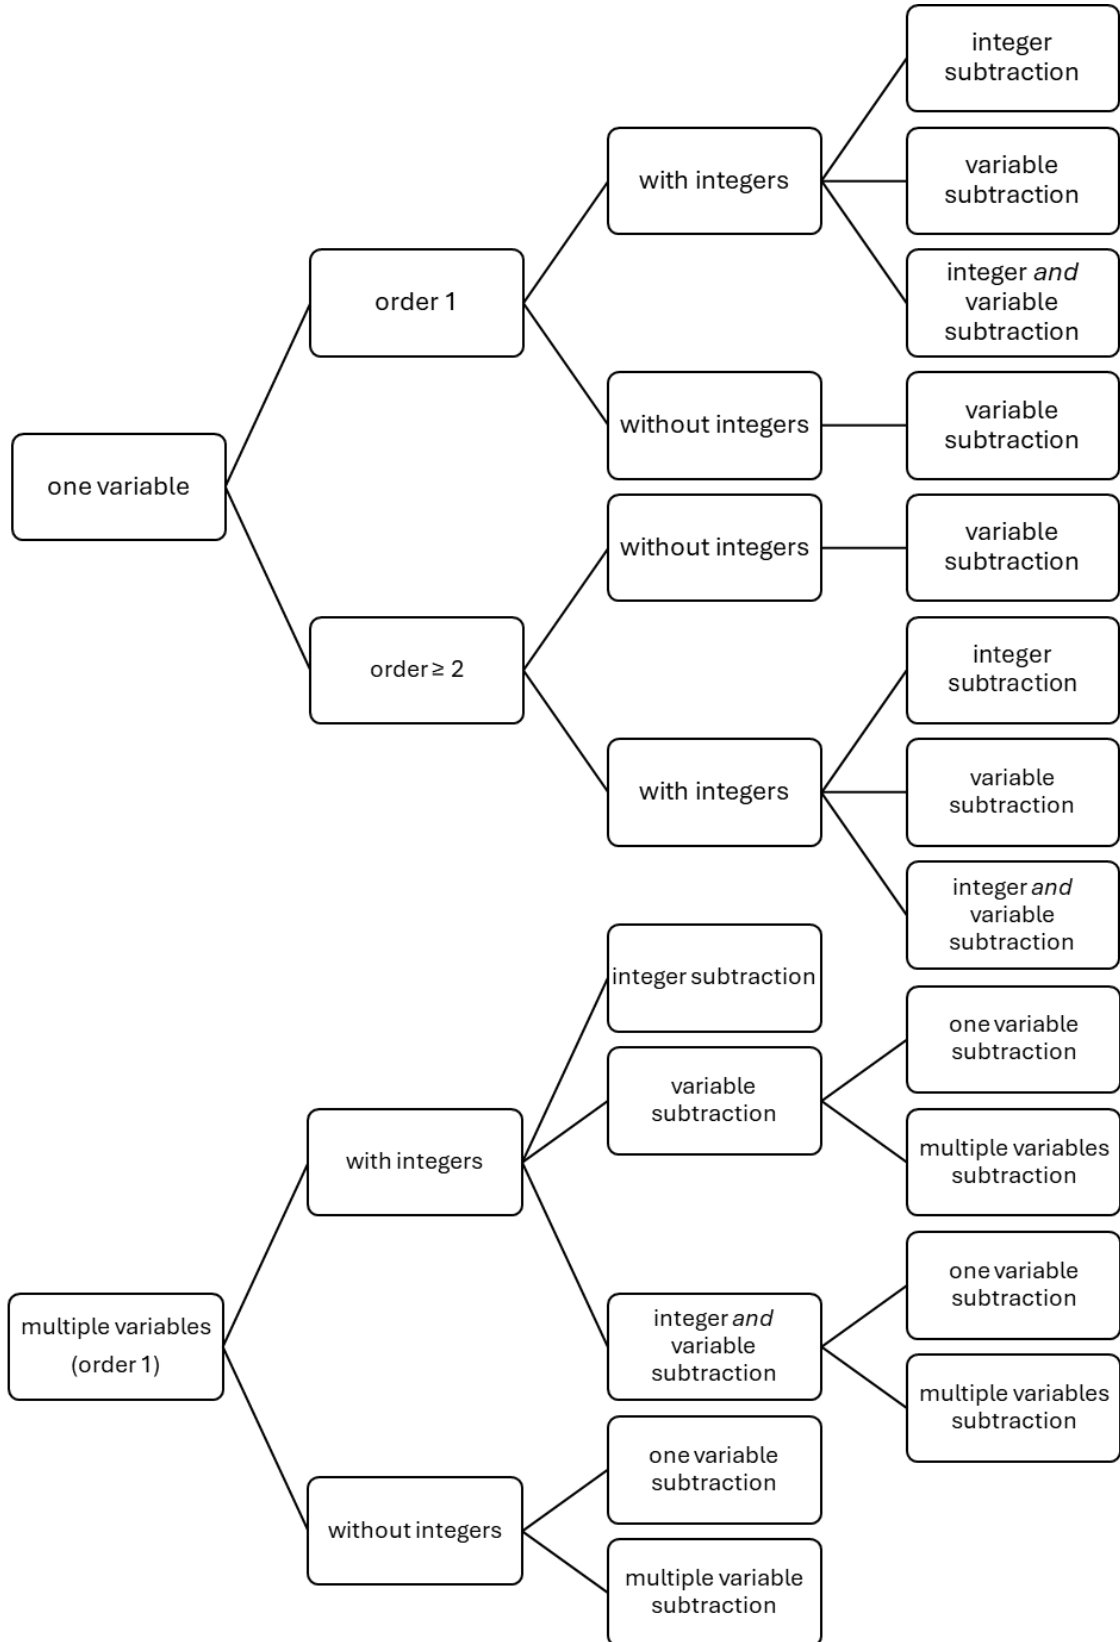 integer
subtraction
with integers
variable
subtraction
order 1
integer and
variable
subtraction
without integers
variable
subtraction
one variable
without integers
variable
subtraction
order ≥ 2
integer
subtraction
with integers
variable
subtraction
integer and
variable
subtraction
integer subtraction
one variable
subtraction
variable
subtraction
with integers
multiple variables
subtraction
one variable
subtraction
multiple variables
(order 1)
integer and
variable
subtraction
multiple variables
subtraction
one variable
subtraction
without integers
multiple variable
subtraction